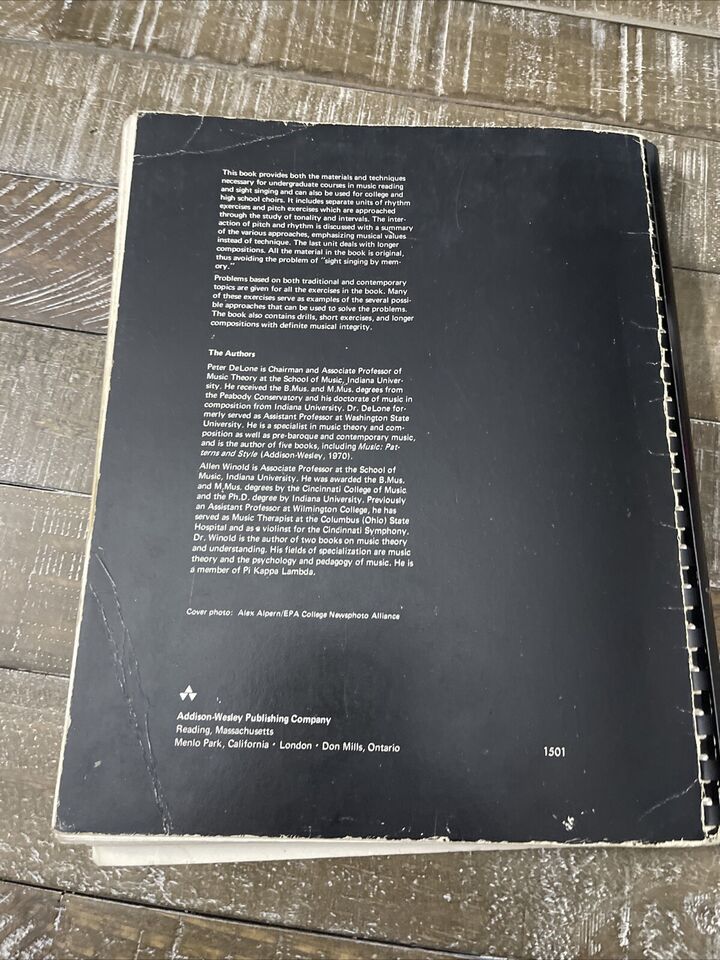 This book provides both the materials and techniques
necessary for undergraduate courses in music reading
and sight singing and can also be used for college and
high school choirs. It includes separate units of rhythm
exercises and pitch exercises which are approached
through the study of tonality and intervals. The inter-
action of pitch and rhythm is discussed with a summary
of the various approaches, emphasizing musical values
instead of technique. The last unit deals with longer
compositions. All the material in the book is original,
thus avoiding the problem of "sight singing by mem-
ory."
Problems based on both traditional and contemporary
topics are given for all the exercises in the book. Many
of these exercises serve as examples of the several possi-
ble approaches that can be used to solve the problems.
The book also contains drills, short exercises, and longer
compositions with definite musical integrity.
The Authors
Peter DeLone is Chairman and Associate Professor of
Music Theory at the School of Music, Indiana Univer-
sity. He received the B.Mus. and M.Mus. degrees from
the Peabody Conservatory and his doctorate of music in
composition from Indiana University. Dr. DeLone for-
merly served as Assistant Professor at Washington State
University. He is a specialist in music theory and com-
position as well as pre-baroque and contemporary music,
and is the author of five books, including Music: Pat-
terns and Style (Addison-Wesley, 1970).
Allen Winold is Associate Professor at the School of
Music, Indiana University. He was awarded the B.Mus.
and M.Mus. degrees by the Cincinnati College of Music
and the Ph.D. degree by Indiana University. Previously
an Assistant Professor at Wilmington College, he has
served as Music Therapist at the Columbus (Ohio) State
Hospital and as a violinst for the Cincinnati Symphony.
Dr. Winold is the author of two books on music theory
and understanding. His fields of specialization are music
theory and the psychology and pedagogy of music. He is
a member of Pi Kappa Lambda.
Cover photo: Alex Alpern/EPA College Newsphoto Alliance
Addison-Wesley Publishing Company
Reading, Massachusetts
Menlo Park, California · London · Don Mills, Ontario
1501